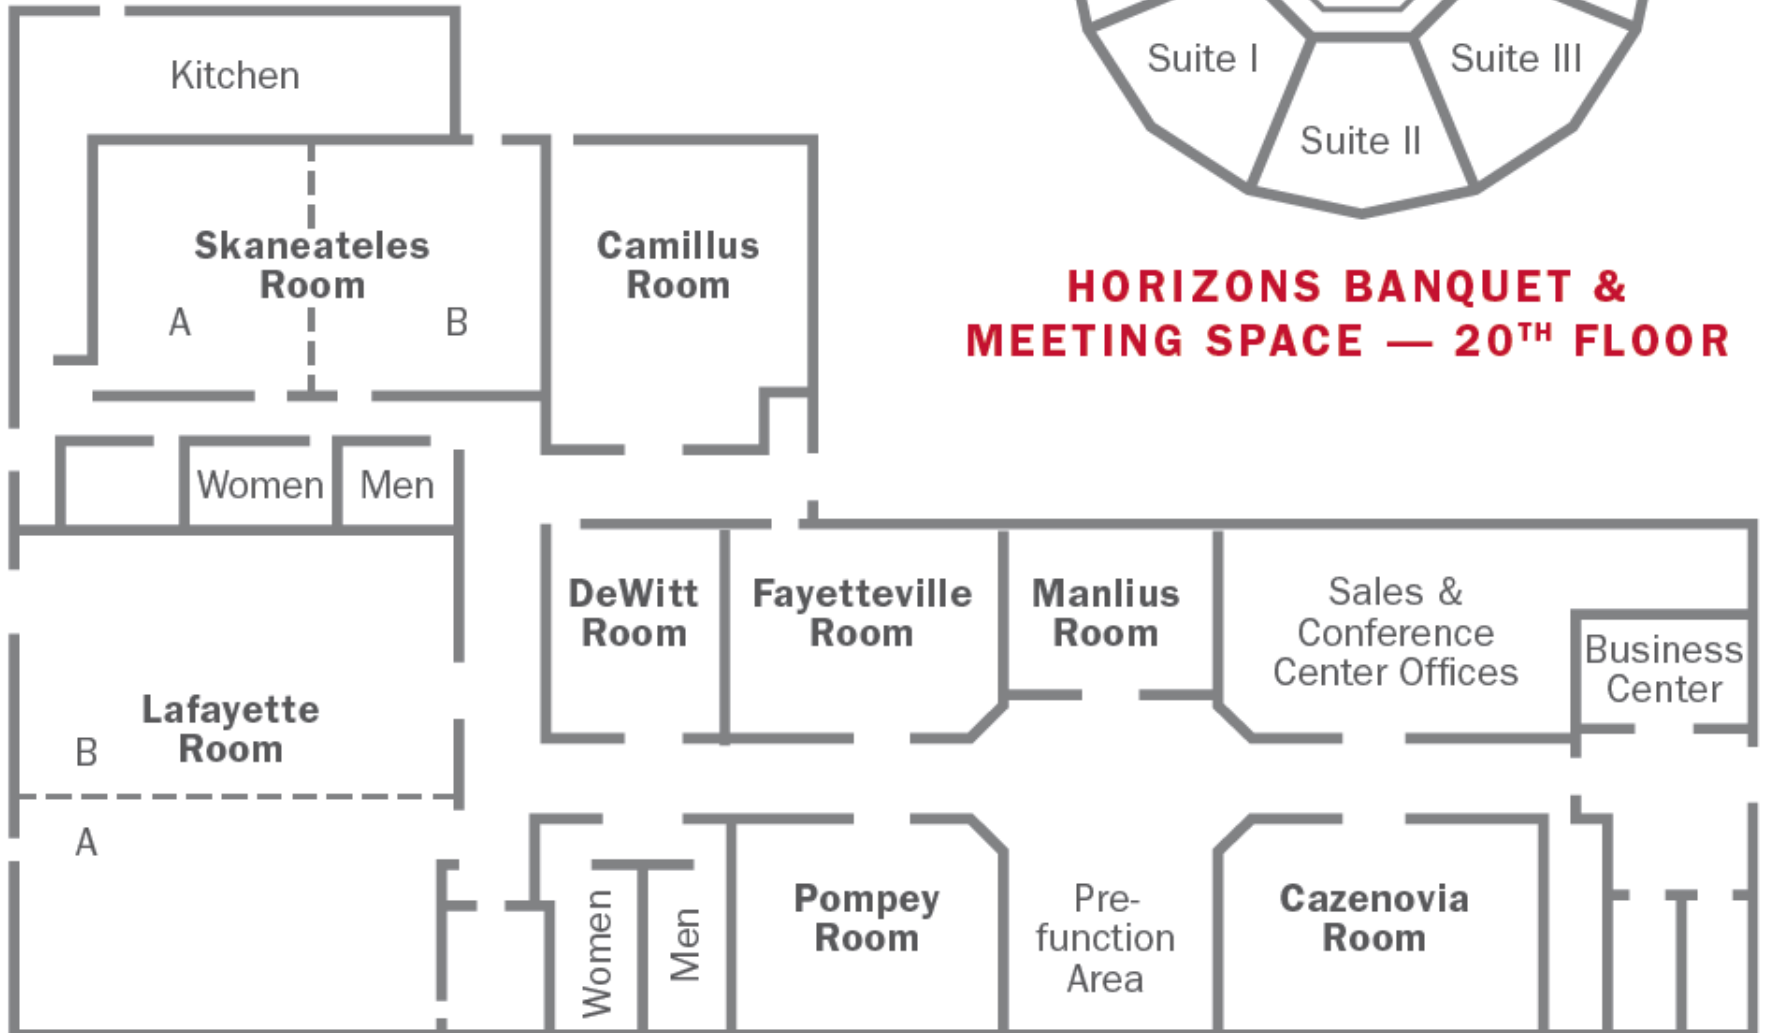 Kitchen
Suite I
Suite III
Suite II
Skaneateles
Room
A
B
Camillus
Room
HORIZONS BANQUET &
MEETING SPACE — 20TH FLOOR
Women
Men
DeWitt
Room
Fayetteville
Room
Manlius
Room
Sales &
Conference
Center Offices
Business
Center
Lafayette
Room
B
A
Women
Men
Pompey
Room
Pre-
function
Area
Cazenovia
Room